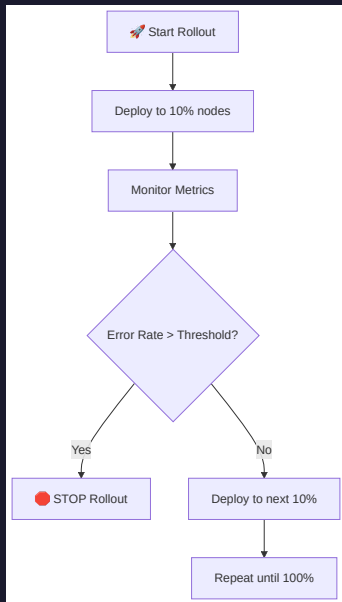 🚀 Start Rollout
Deploy to 10% nodes
Monitor Metrics
Error Rate > Threshold?
Yes
No
🛑 STOP Rollout
Deploy to next 10%
Repeat until 100%